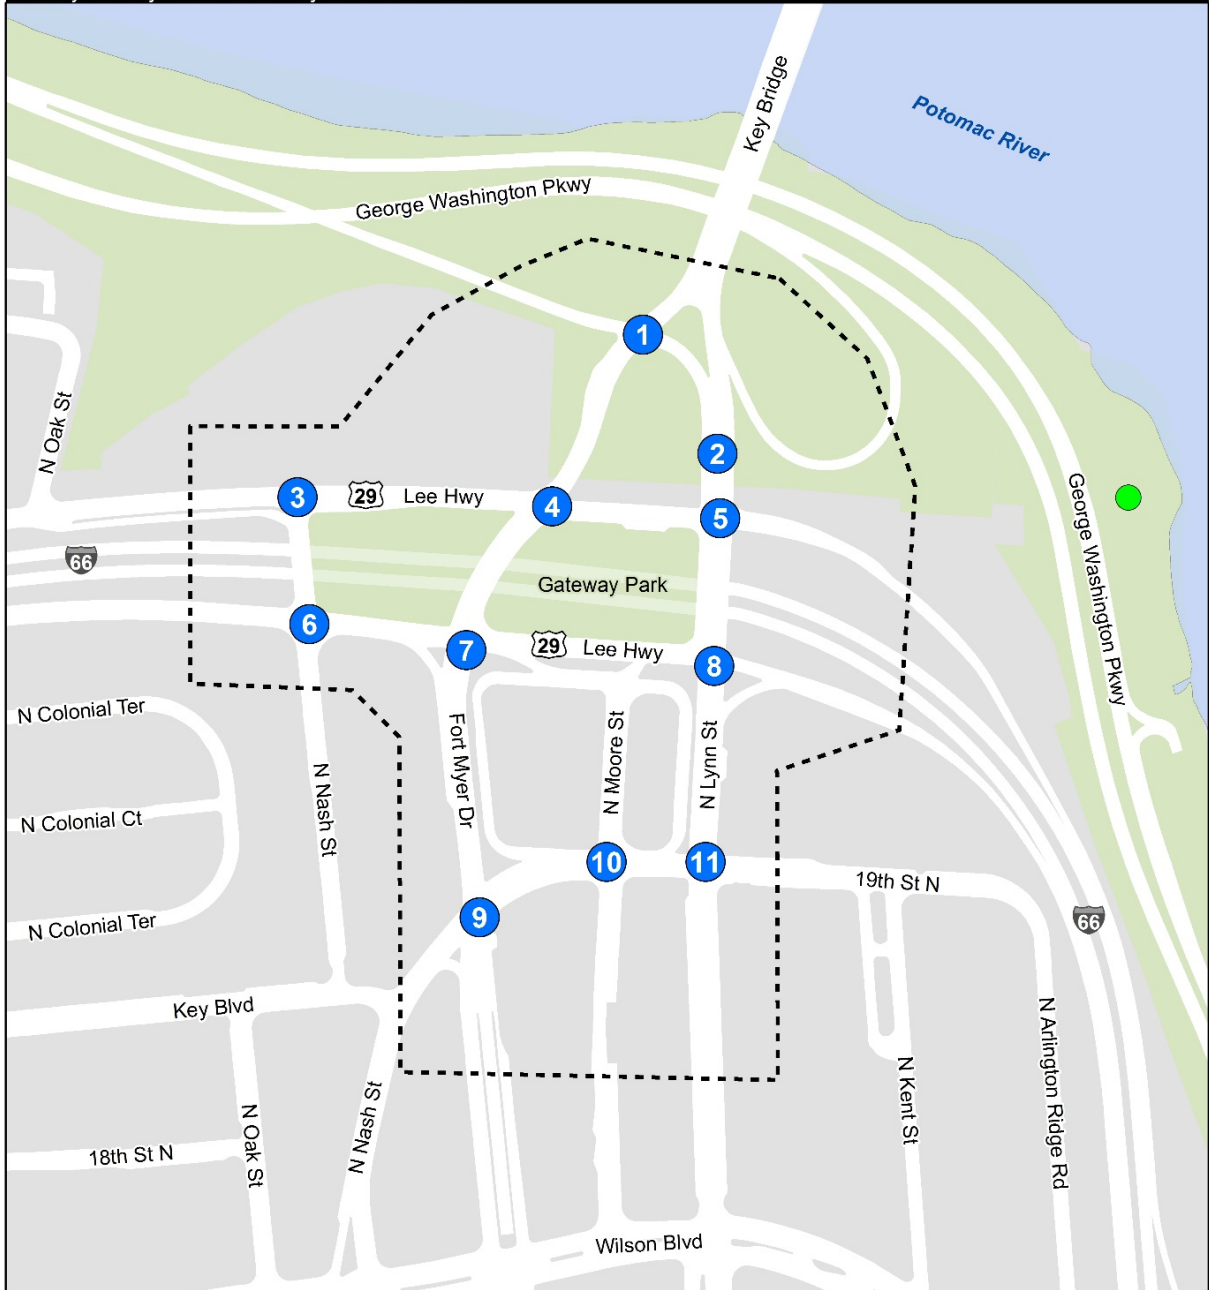 Key Bridge
Potomac River
George Washington Pkwy
1
N Oak St
2
3
29
Lee Hwy
4
5
George Washington Pkwy
66
Gateway Park
6
7
29
Lee Hwy
8
N Colonial Ter
Fort Myer Dr
N Moore St
N Lynn St
N Nash St
N Colonial Ct
10
11
19th St N
N Colonial Ter
9
66
Key Blvd
N Arlington Ridge Rd
N Kent St
N Nash St
N Oak St
18th St N
Wilson Blvd